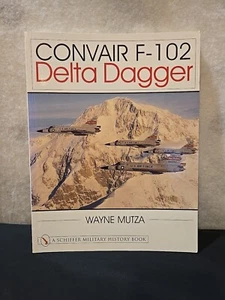 CONVAIR F-102
Delta Dagger
WAYNE MUTZA
A SCHIFFER MILITARY HISTORY BOOK